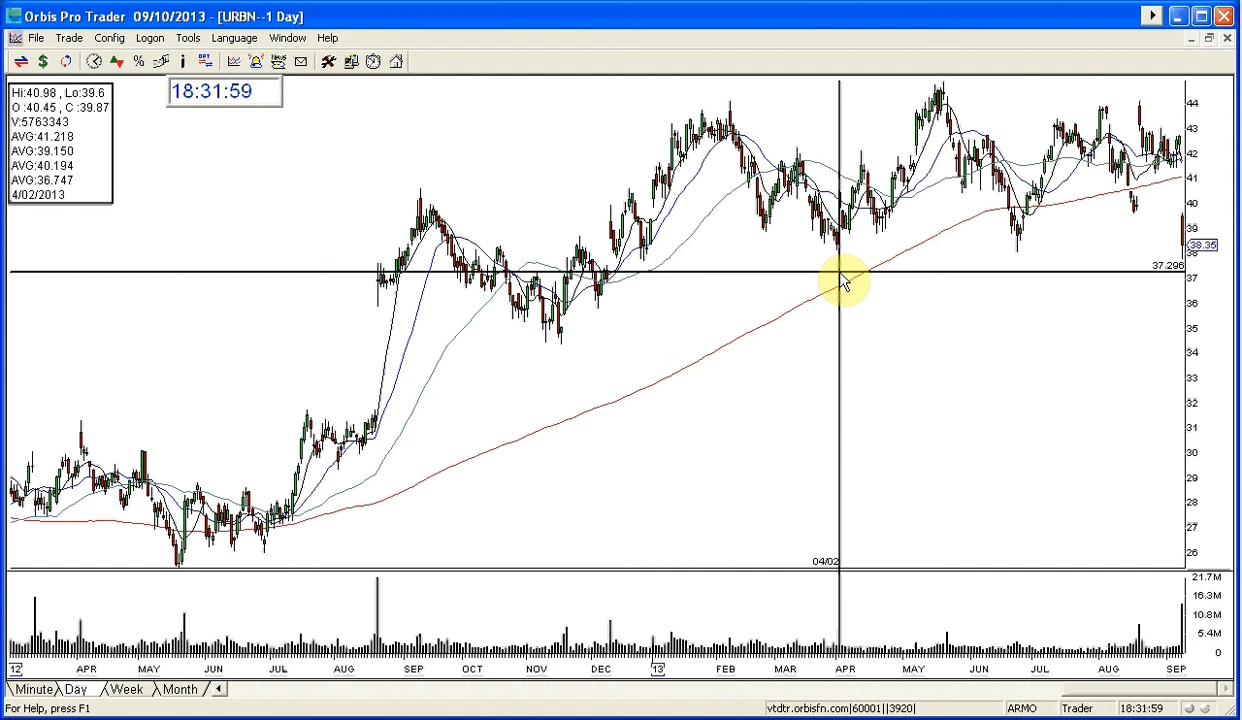 Orbis Pro Trader 09/10/2013 - [URBN--1 Day]
File Trade Config Logon Tools Language Window Help
OPT
News
18:31:59
Hi:40.98 , Lo:39.6
O :40.45 , C :39.87
V:5763343
AVG:41.218
AVG:39.150
AVG:40.194
AVG:36.747
4/02/2013
44
43
42
41
40
39
38.35
38
37.296
37
36
35
34
33
32
31
30
29
28
27
26
04/02
21.7M
16.3M
10.8M
5.4M
0
12 APR MAY JUN JUL AUG SEP OCT NOV DEC 13 FEB MAR APR MAY JUN JUL AUG SEP
Minute Day Week Month
For Help, press F1 vtdtr.orbisfn.com|60001||3920| ARMO Trader 18:31:59